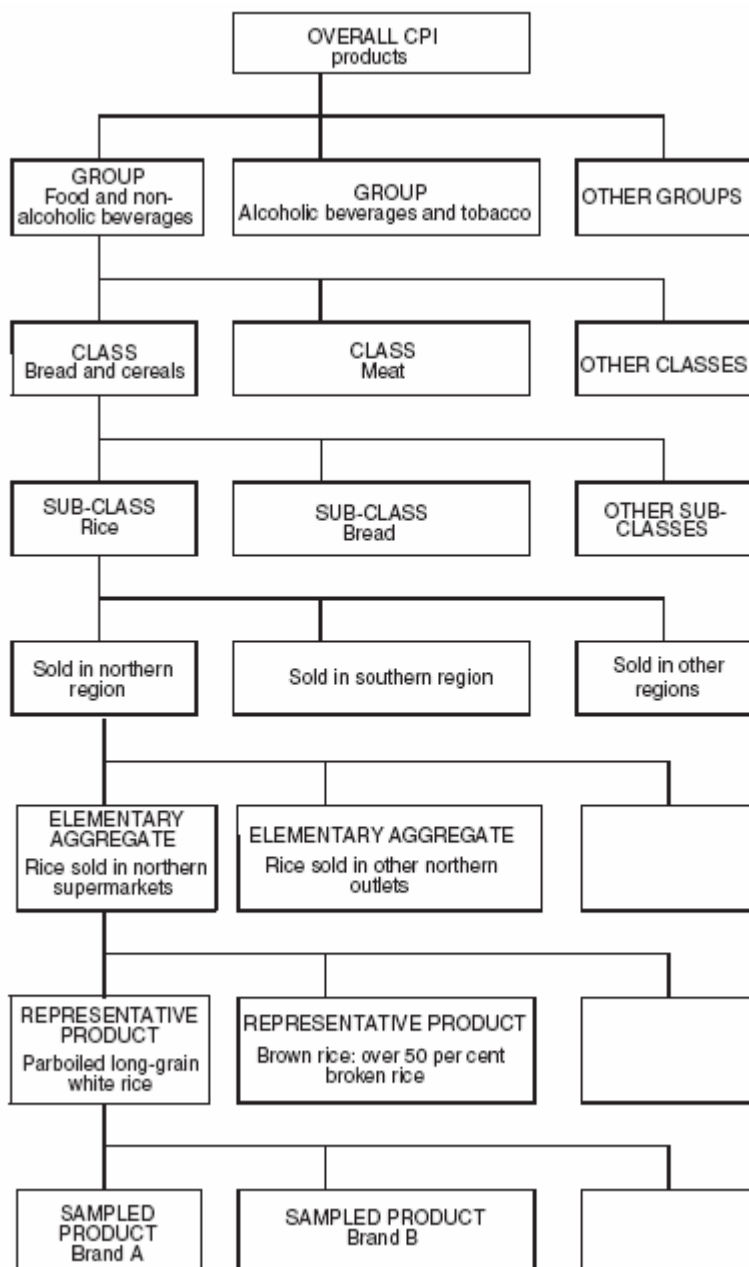 OVERALL CPI
products
GROUP
Food and non-
alcoholic beverages
GROUP
Alcoholic beverages and tobacco
OTHER GROUPS
CLASS
Bread and cereals
CLASS
Meat
OTHER CLASSES
SUB-CLASS
Rice
SUB-CLASS
Bread
OTHER SUB-
CLASSES
Sold in northern
region
Sold in southern region
Sold in other
regions
ELEMENTARY
AGGREGATE
Rice sold in northern
supermarkets
ELEMENTARY AGGREGATE
Rice sold in other northern
outlets
REPRESENTATIVE
PRODUCT
Parboiled long-grain
white rice
REPRESENTATIVE PRODUCT
Brown rice: over 50 per cent
broken rice
SAMPLED
PRODUCT
Brand A
SAMPLED PRODUCT
Brand B